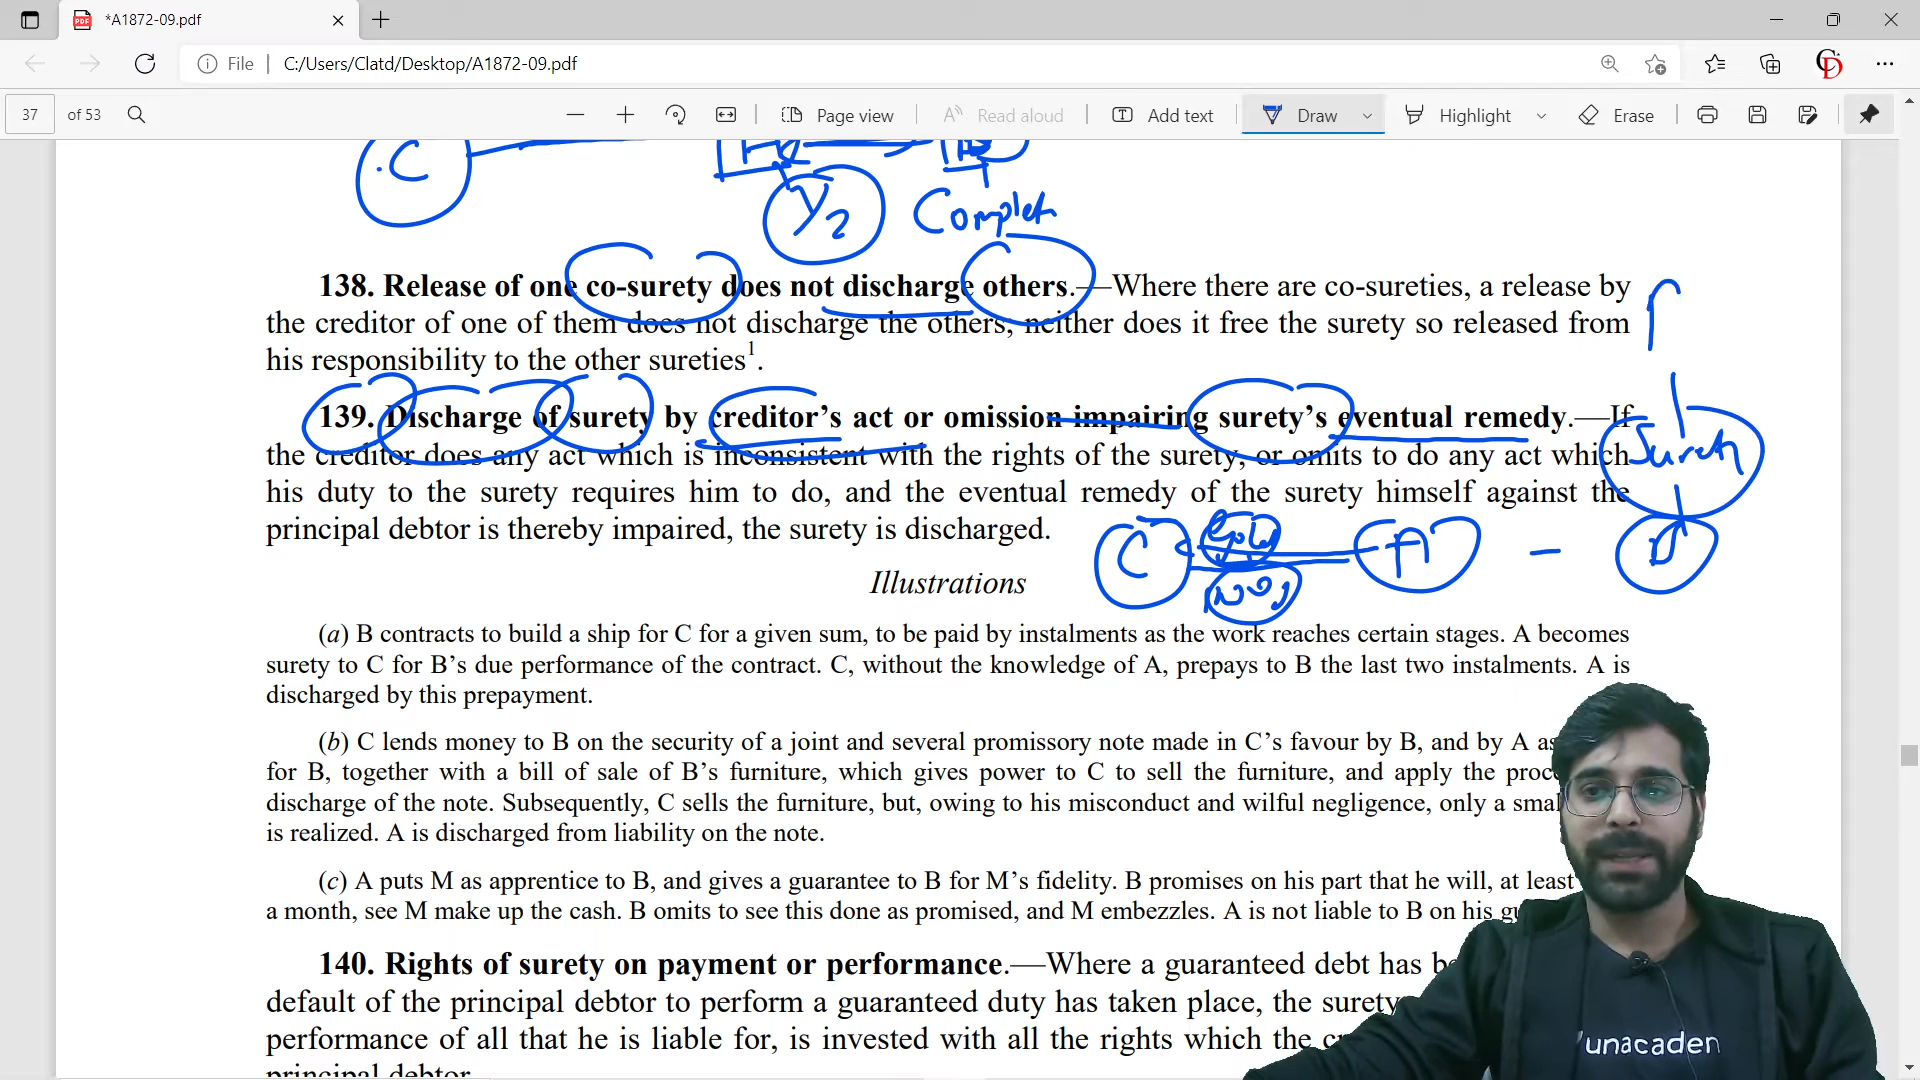 *A1872-09.pdf
File C:/Users/Clatd/Desktop/A1872-09.pdf
CD
37 of 53 Page view Read aloud Add text Draw Highlight Erase
C
Y2 Complete
138. Release of one co-surety does not discharge others.—Where there are co-sureties, a release by
the creditor of one of them does not discharge the others; neither does it free the surety so released from
his responsibility to the other sureties1.
139. Discharge of surety by creditor’s act or omission impairing surety’s eventual remedy.—If
the creditor does any act which is inconsistent with the rights of the surety, or omits to do any act which
Surety
his duty to the surety requires him to do, and the eventual remedy of the surety himself against the
principal debtor is thereby impaired, the surety is discharged.
C A – D
Illustrations
(a) B contracts to build a ship for C for a given sum, to be paid by instalments as the work reaches certain stages. A becomes
surety to C for B’s due performance of the contract. C, without the knowledge of A, prepays to B the last two instalments. A is
discharged by this prepayment.
(b) C lends money to B on the security of a joint and several promissory note made in C’s favour by B, and by A as
for B, together with a bill of sale of B’s furniture, which gives power to C to sell the furniture, and apply the
discharge of the note. Subsequently, C sells the furniture, but, owing to his misconduct and wilful negligence, only a
is realized. A is discharged from liability on the note.
(c) A puts M as apprentice to B, and gives a guarantee to B for M’s fidelity. B promises on his part that he will, at least
a month, see M make up the cash. B omits to see this done as promised, and M embezzles. A is not liable to B on his
140. Rights of surety on payment or performance.—Where a guaranteed debt has
default of the principal debtor to perform a guaranteed duty has taken place, the surety
performance of all that he is liable for, is invested with all the rights which the
principal debtor
unacaden